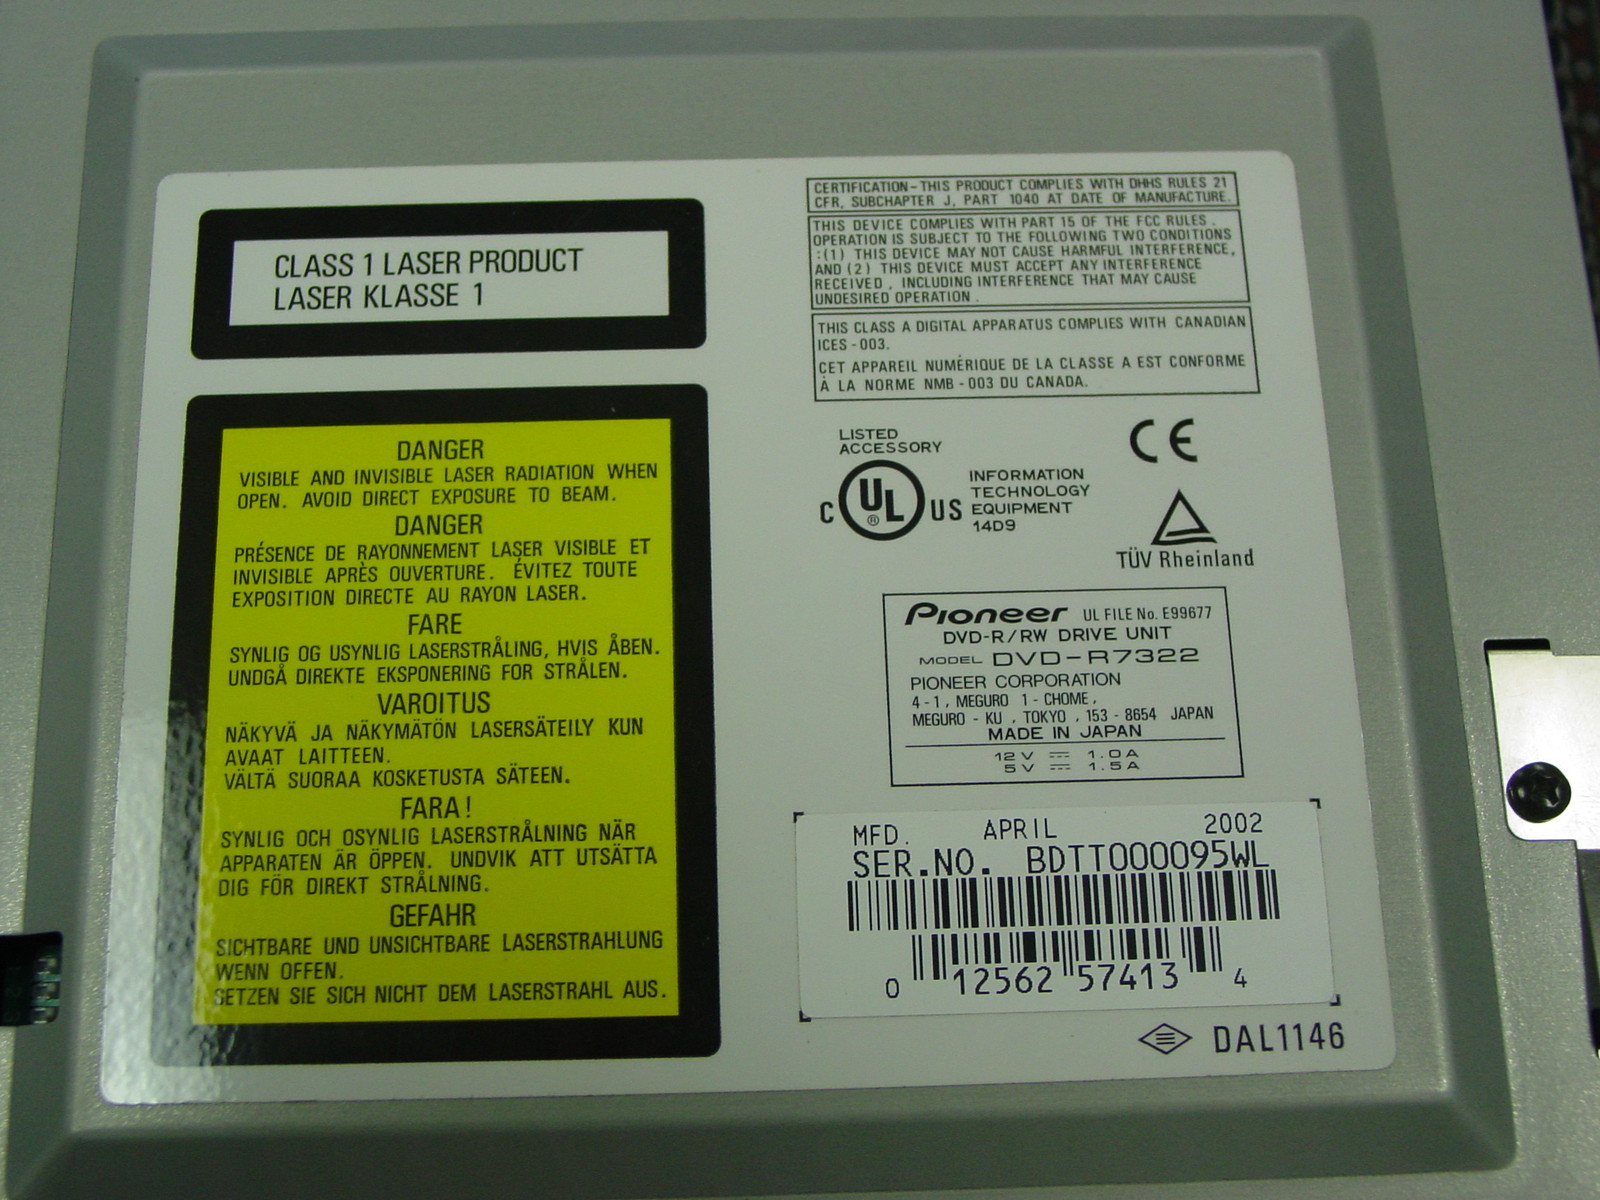 CLASS 1 LASER PRODUCT
LASER KLASSE 1
DANGER
VISIBLE AND INVISIBLE LASER RADIATION WHEN
OPEN. AVOID DIRECT EXPOSURE TO BEAM.
DANGER
PRÉSENCE DE RAYONNEMENT LASER VISIBLE ET
INVISIBLE APRÈS OUVERTURE. ÉVITEZ TOUTE
EXPOSITION DIRECTE AU RAYON LASER.
FARE
SYNLIG OG USYNLIG LASERSTRÅLING, HVIS ÅBEN.
UNDGÅ DIREKTE EKSPONERING FOR STRÅLEN.
VAROITUS
NÄKYVÄ JA NÄKYMÄTÖN LASERSÄTEILY KUN
AVAAT LAITTEEN.
VÄLTÄ SUORAA KOSKETUSTA SÄTEEN.
FARA!
SYNLIG OCH OSYNLIG LASERSTRÅLNING NÄR
APPARATEN ÄR ÖPPEN. UNDVIK ATT UTSÄTTA
DIG FÖR DIREKT STRÅLNING.
GEFAHR
SICHTBARE UND UNSICHTBARE LASERSTRAHLUNG
WENN OFFEN.
SETZEN SIE SICH NICHT DEM LASERSTRAHL AUS.
CERTIFICATION-THIS PRODUCT COMPLIES WITH DHHS RULES 21
CFR, SUBCHAPTER J, PART 1040 AT DATE OF MANUFACTURE.
THIS DEVICE COMPLIES WITH PART 15 OF THE FCC RULES.
OPERATION IS SUBJECT TO THE FOLLOWING TWO CONDITIONS
:(1) THIS DEVICE MAY NOT CAUSE HARMFUL INTERFERENCE,
AND (2) THIS DEVICE MUST ACCEPT ANY INTERFERENCE
RECEIVED, INCLUDING INTERFERENCE THAT MAY CAUSE
UNDESIRED OPERATION.
THIS CLASS A DIGITAL APPARATUS COMPLIES WITH CANADIAN
ICES-003.
CET APPAREIL NUMÉRIQUE DE LA CLASSE A EST CONFORME
À LA NORME NMB-003 DU CANADA.
LISTED
ACCESSORY
C UL ® US
INFORMATION
TECHNOLOGY
EQUIPMENT
14D9
CE
TÜV Rheinland
Pioneer UL FILE No. E99677
DVD-R/RW DRIVE UNIT
MODEL DVD-R7322
PIONEER CORPORATION
4-1, MEGURO 1-CHOME,
MEGURO-KU, TOKYO, 153-8654 JAPAN
MADE IN JAPAN
12V ⎓ 1.0A
5V ⎓ 1.5A
MFD. APRIL 2002
SER.NO. BDTT000095WL
0 12562 57413 4
DAL1146